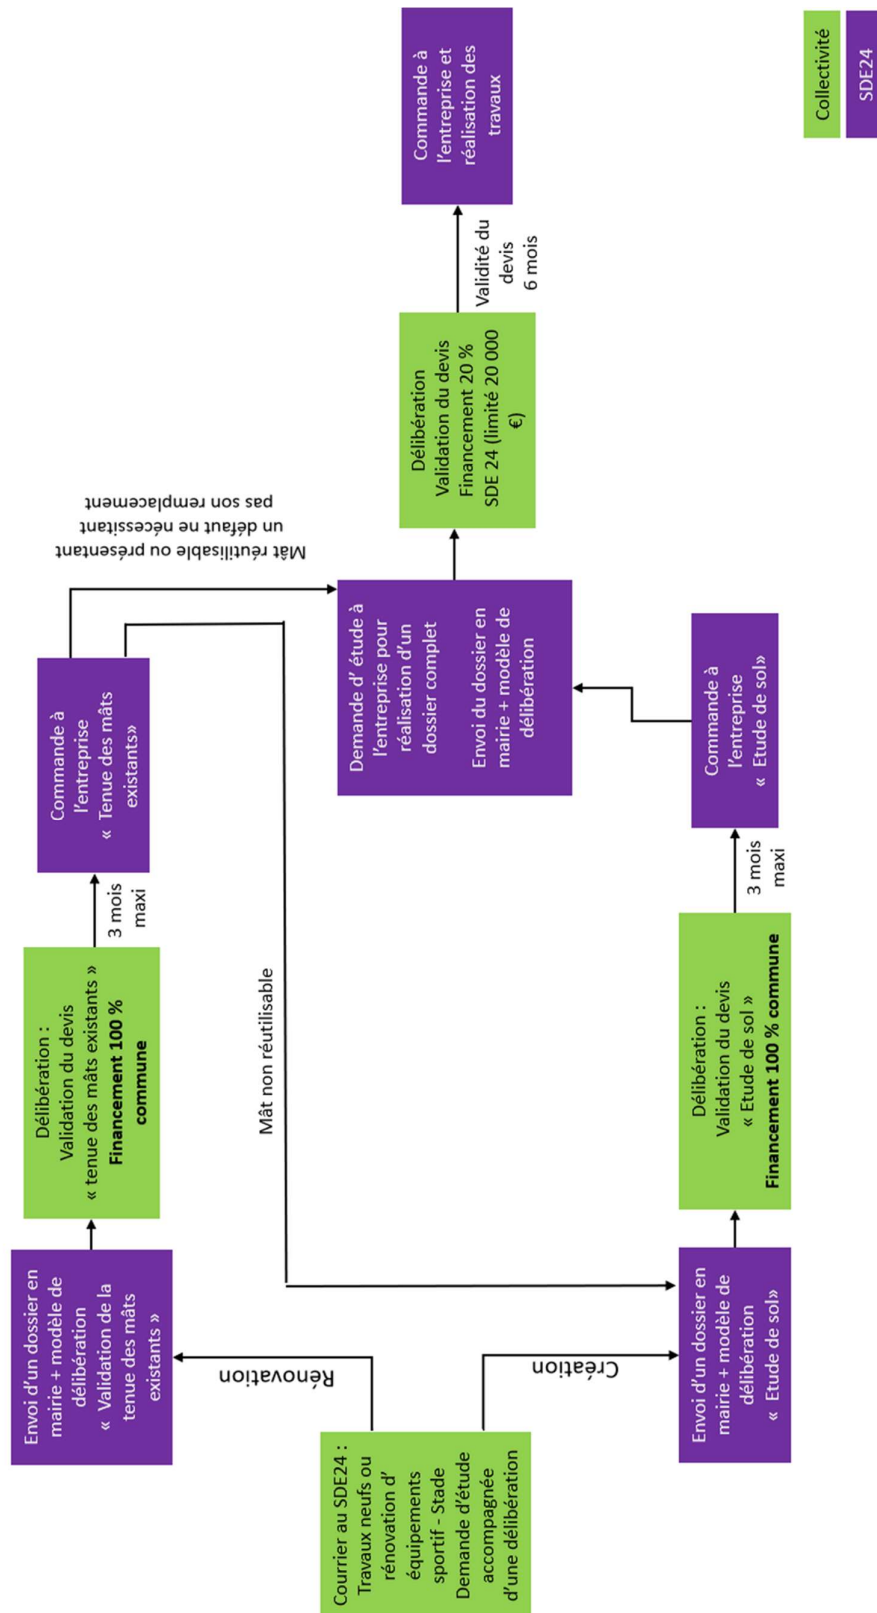 Courrier au SDE24 :
Travaux neufs ou
rénovation d'
équipements
sportif - Stade
Demande d'étude
accompagnée
d'une délibération
Rénovation
Création
Envoi d'un dossier en
mairie + modèle de
délibération
« Validation de la
tenue des mâts
existants »
Délibération :
Validation du devis
« tenue des mâts existants »
Financement 100 %
commune
3 mois
maxi
Commande à
l'entreprise
« Tenue des mâts
existants»
Mât réutilisable ou présentant
un défaut ne nécessitant
pas son remplacement
Mât non réutilisable
Envoi d'un dossier en
mairie + modèle de
délibération
« Etude de sol»
Délibération :
Validation du devis
« Etude de sol »
Financement 100 % commune
3 mois
maxi
Commande à
l'entreprise
« Etude de sol»
Demande d' étude à
l'entreprise pour
réalisation d'un
dossier complet
Envoi du dossier en
mairie + modèle de
délibération
Délibération
Validation du devis
Financement 20 %
SDE 24 (limité 20 000
€)
Validité du
devis
6 mois
Commande à
l'entreprise et
réalisation des
travaux
Collectivité
SDE24